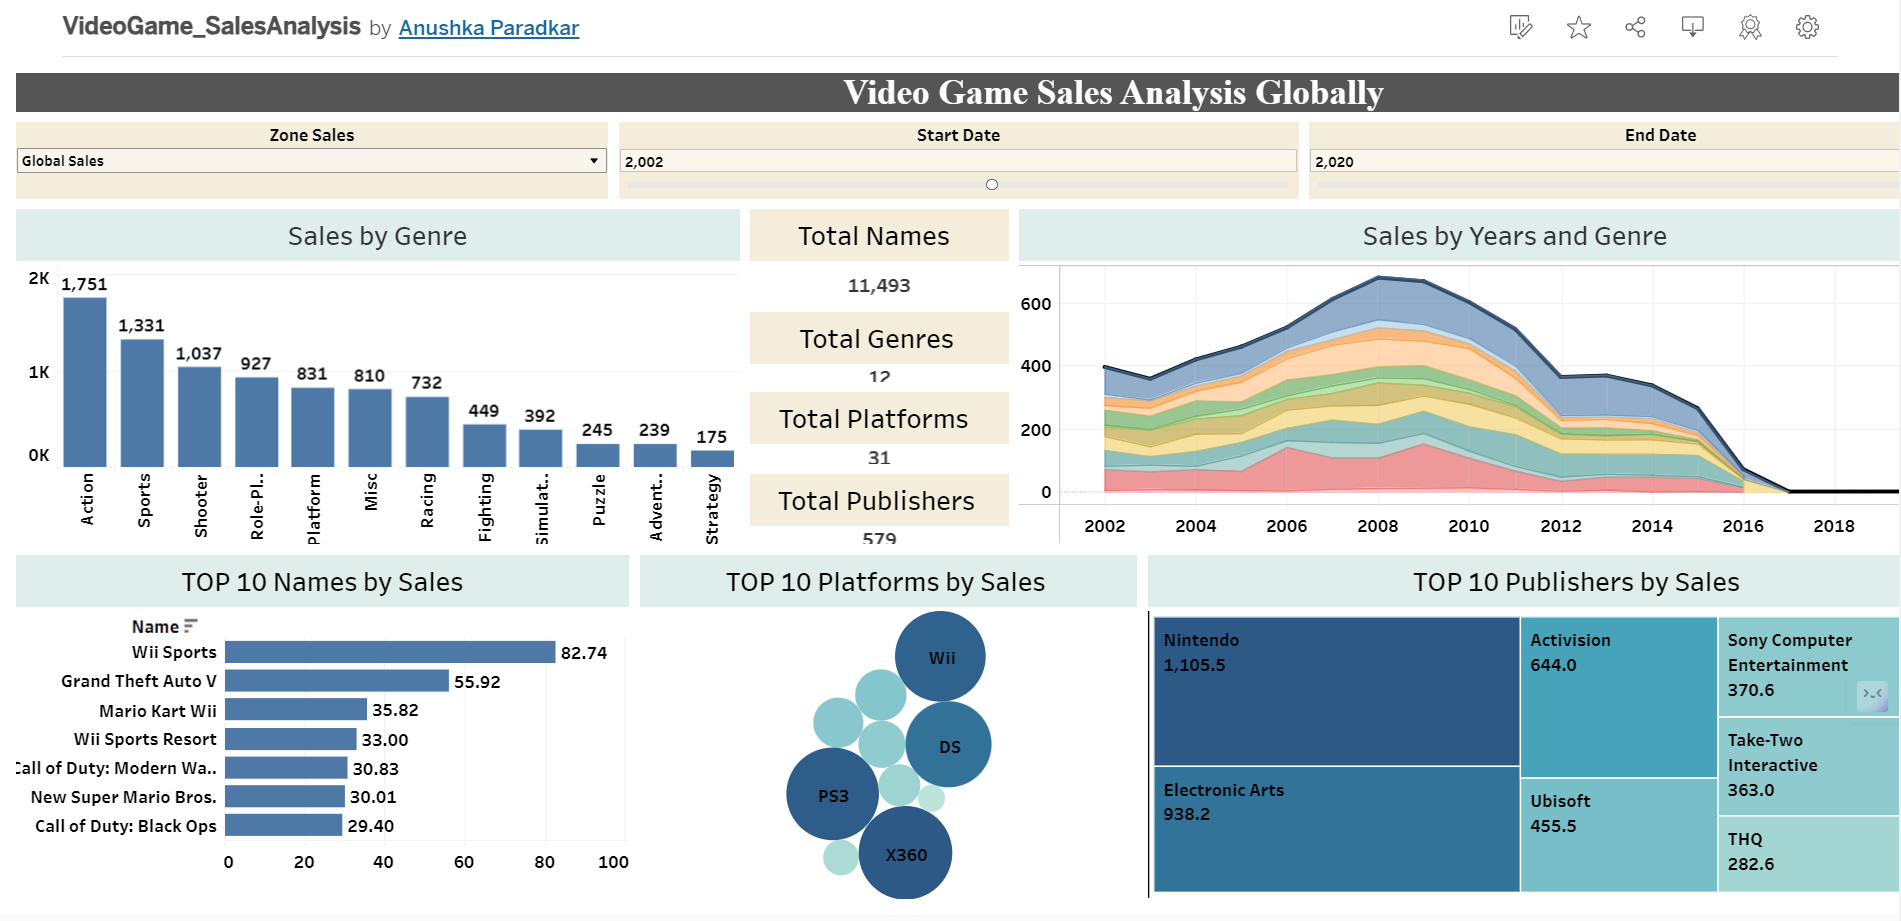 VideoGame_SalesAnalysis by Anushka Paradkar
Video Game Sales Analysis Globally
Zone Sales
Global Sales
Start Date
2,002
End Date
2,020
Sales by Genre
2K
1K
0K
1,751
1,331
1,037
927
831
810
732
449
392
245
239
175
Action
Sports
Shooter
Role-Pl..
Platform
Misc
Racing
Fighting
Simulat..
Puzzle
Advent..
Strategy
Total Names
11,493
Total Genres
12
Total Platforms
31
Total Publishers
579
Sales by Years and Genre
600
400
200
0
2002 2004 2006 2008 2010 2012 2014 2016 2018
TOP 10 Names by Sales
Name
Wii Sports 82.74
Grand Theft Auto V 55.92
Mario Kart Wii 35.82
Wii Sports Resort 33.00
Call of Duty: Modern Wa.. 30.83
New Super Mario Bros. 30.01
Call of Duty: Black Ops 29.40
0 20 40 60 80 100
TOP 10 Platforms by Sales
Wii
DS
PS3
X360
TOP 10 Publishers by Sales
Nintendo
1,105.5
Electronic Arts
938.2
Activision
644.0
Ubisoft
455.5
Sony Computer
Entertainment
370.6
Take-Two
Interactive
363.0
THQ
282.6